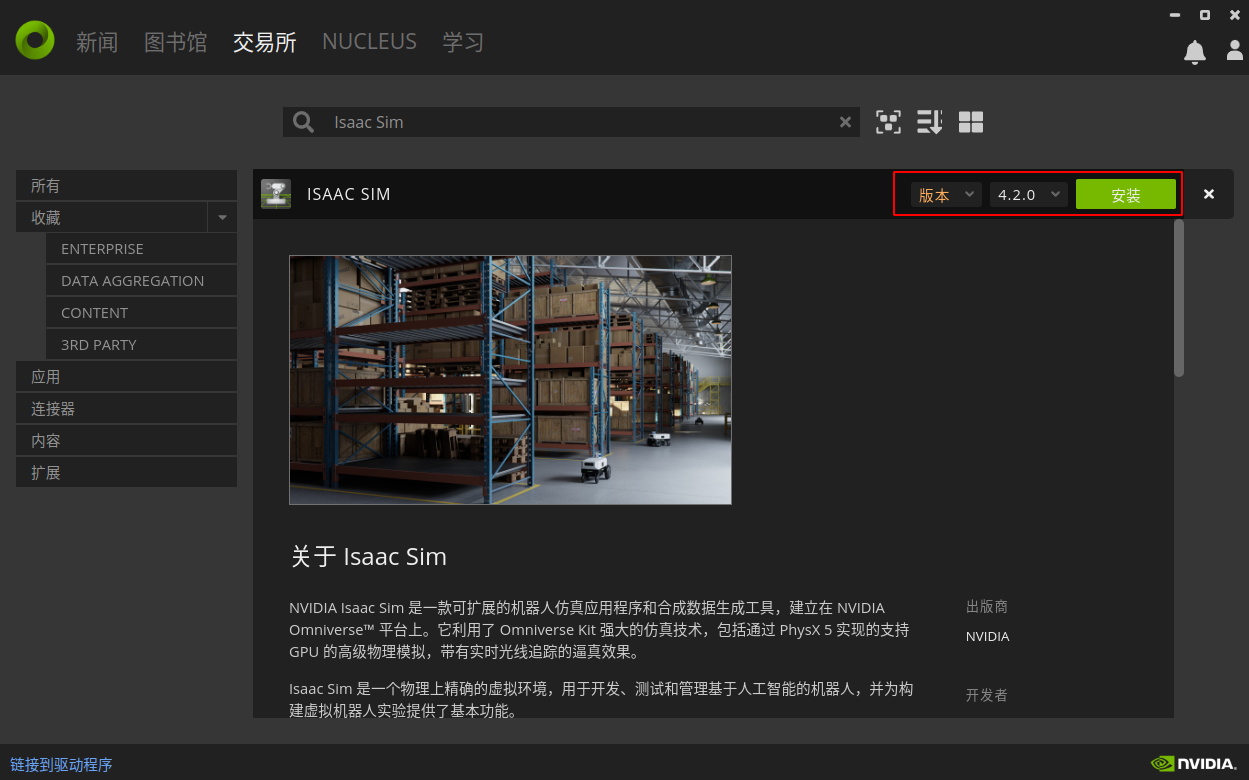 新闻 图书馆 交易所 NUCLEUS 学习
Isaac Sim
所有
收藏
ENTERPRISE
DATA AGGREGATION
CONTENT
3RD PARTY
应用
连接器
内容
扩展
ISAAC SIM 版本 4.2.0 安装
关于 Isaac Sim
NVIDIA Isaac Sim 是一款可扩展的机器人仿真应用程序和合成数据生成工具，建立在 NVIDIA
Omniverse™ 平台上。它利用了 Omniverse Kit 强大的仿真技术，包括通过 PhysX 5 实现的支持
GPU 的高级物理模拟，带有实时光线追踪的逼真效果。
Isaac Sim 是一个物理上精确的虚拟环境，用于开发、测试和管理基于人工智能的机器人，并为构
建虚拟机器人实验提供了基本功能。
出版商
NVIDIA
开发者
链接到驱动程序
NVIDIA.